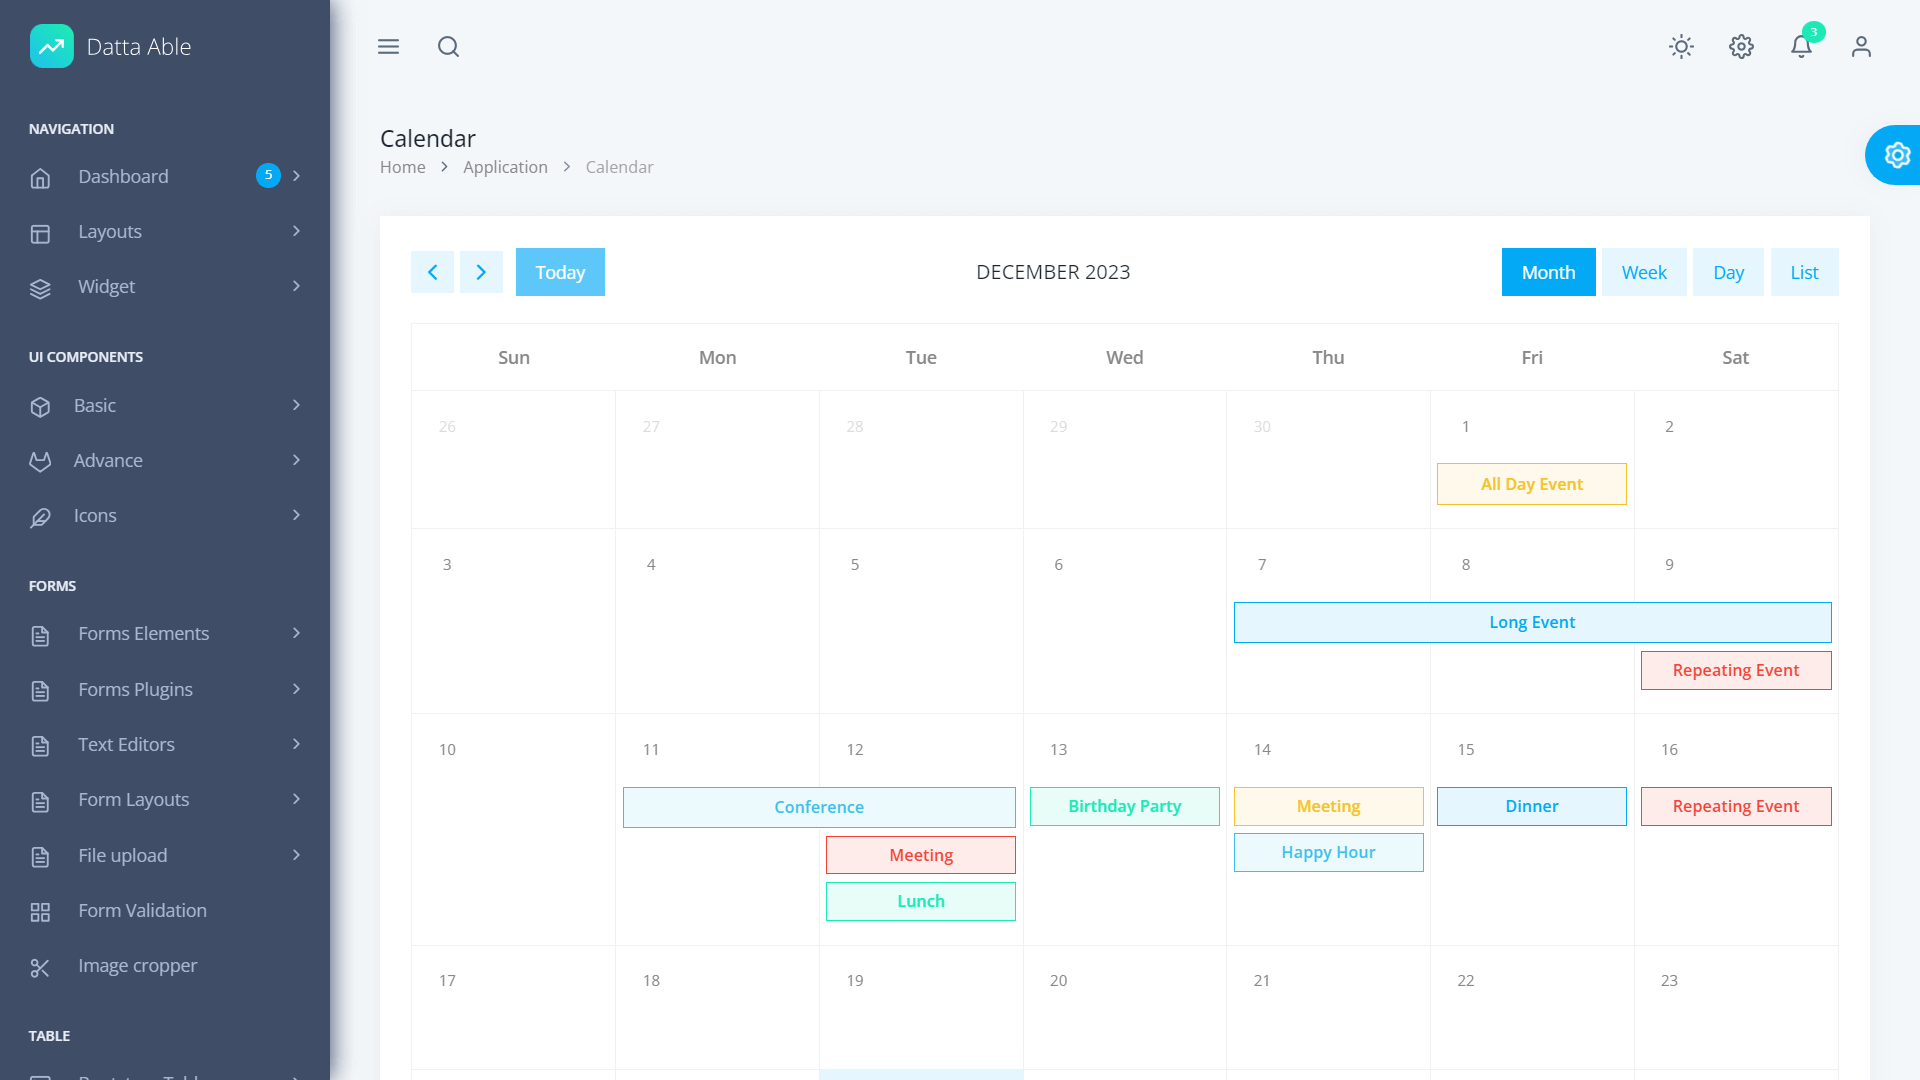 Datta Able
NAVIGATION
Dashboard 5
Layouts
Widget
UI COMPONENTS
Basic
Advance
Icons
FORMS
Forms Elements
Forms Plugins
Text Editors
Form Layouts
File upload
Form Validation
Image cropper
TABLE
3
Calendar
Home > Application > Calendar
Today
DECEMBER 2023
Month Week Day List
Sun Mon Tue Wed Thu Fri Sat
26 27 28 29 30 1 2
All Day Event
3 4 5 6 7 8 9
Long Event
Repeating Event
10 11 12 13 14 15 16
Conference Birthday Party Meeting Dinner Repeating Event
Meeting Happy Hour
Lunch
17 18 19 20 21 22 23